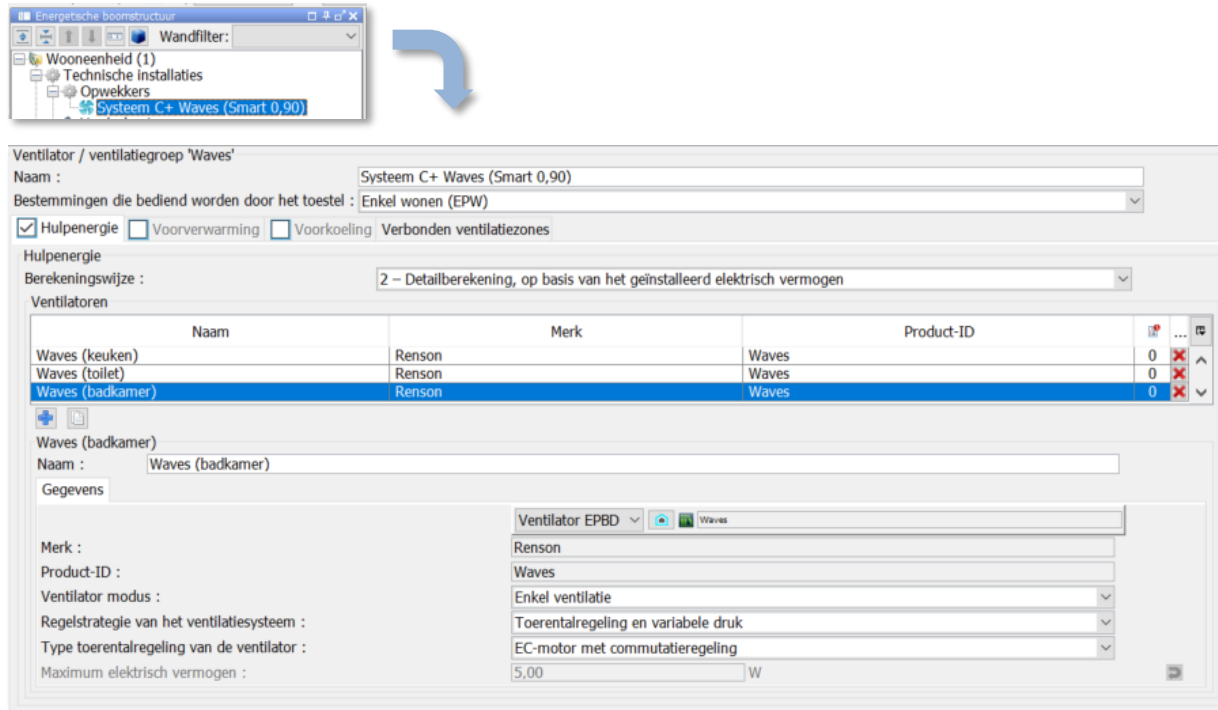 Energetische boomstructuur
Wandfilter:
Wooneenheid (1)
Technische installaties
Opwekkers
Systeem C+ Waves (Smart 0,90)
Ventilator / ventilatiegroep 'Waves'
Naam : Systeem C+ Waves (Smart 0,90)
Bestemmingen die bediend worden door het toestel : Enkel wonen (EPW)
Hulpenergie Voorverwarming Voorkoeling Verbonden ventilatiezones
Hulpenergie
Berekeningswijze : 2 – Detailberekening, op basis van het geïnstalleerd elektrisch vermogen
Ventilatoren
Naam Merk Product-ID ...
Waves (keuken) Renson Waves 0
Waves (toilet) Renson Waves 0
Waves (badkamer) Renson Waves 0
Waves (badkamer)
Naam : Waves (badkamer)
Gegevens
Ventilator EPBD Waves
Merk : Renson
Product-ID : Waves
Ventilator modus : Enkel ventilatie
Regelstrategie van het ventilatiesysteem : Toerentalregeling en variabele druk
Type toerentalregeling van de ventilator : EC-motor met commutatieregeling
Maximum elektrisch vermogen : 5,00 W